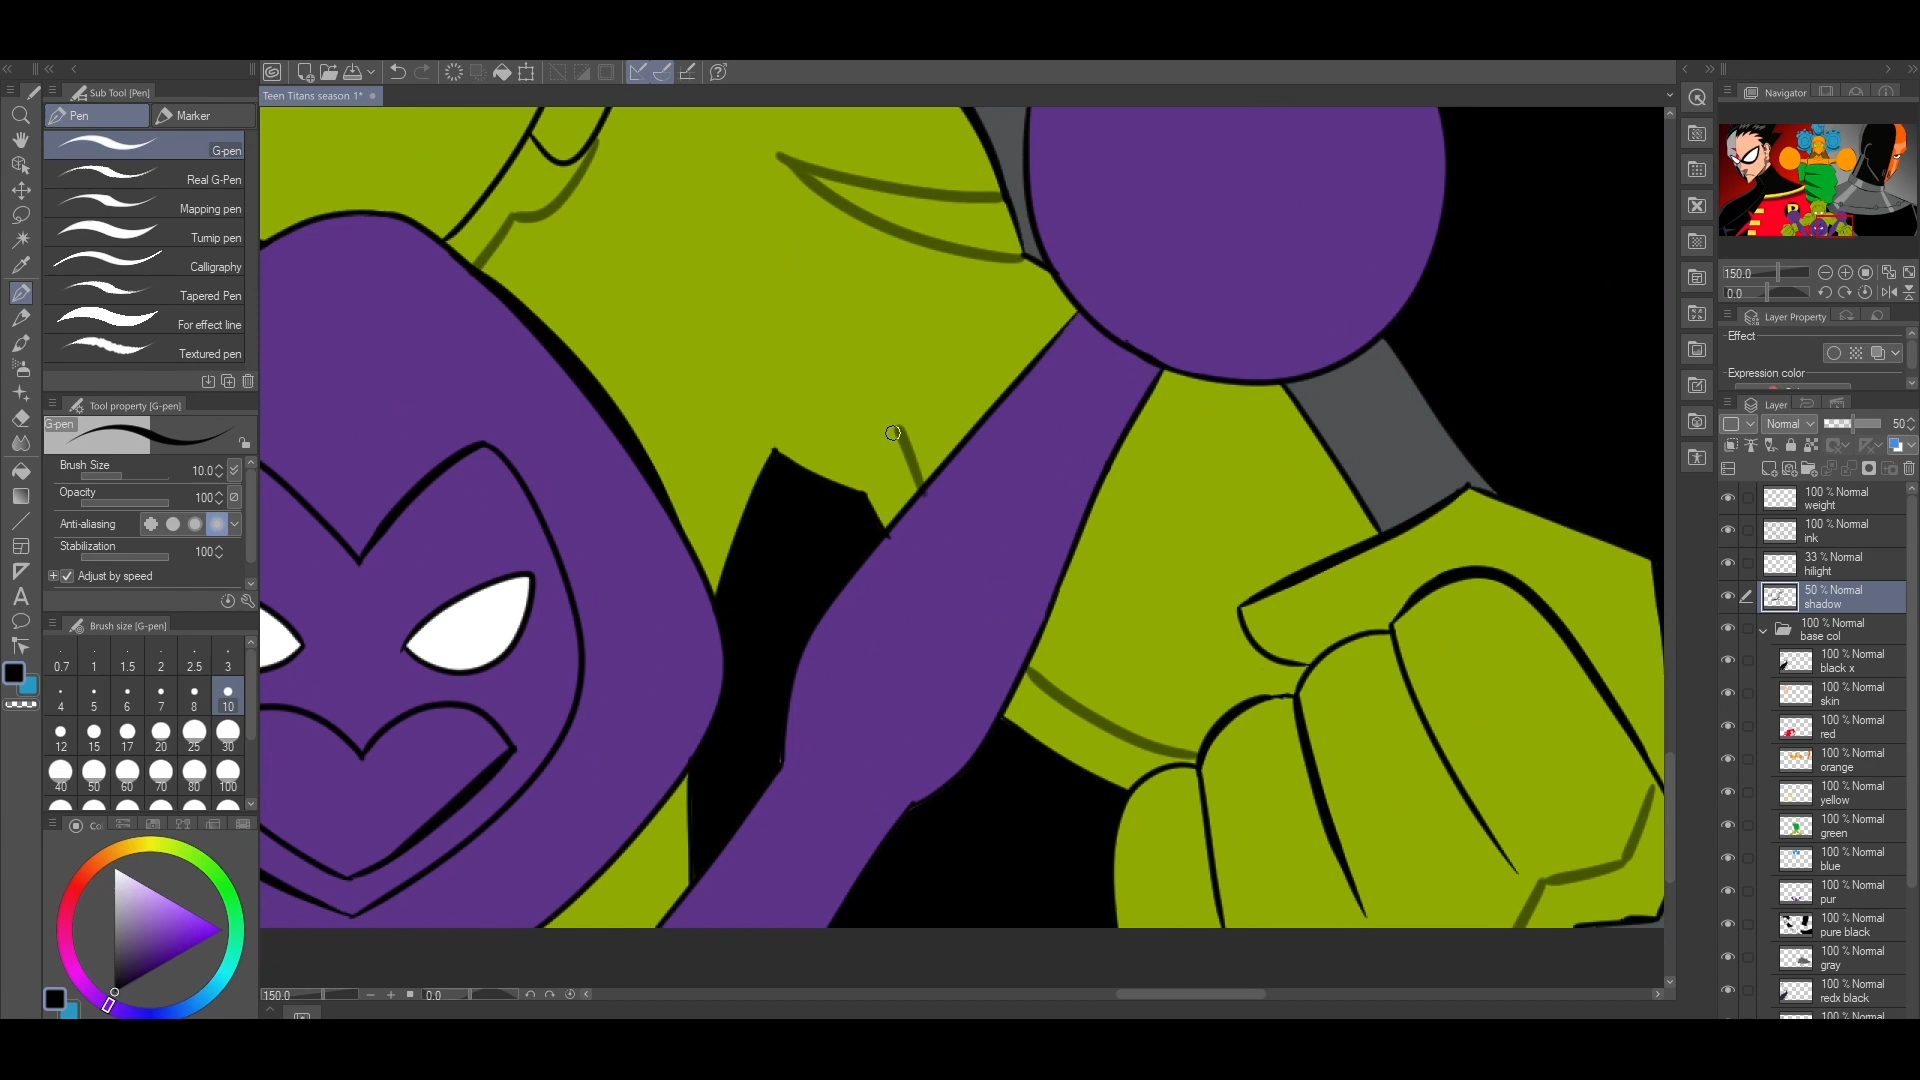 Sub Tool [Pen]
Pen
Marker
G-pen
Real G-Pen
Mapping pen
Turnip pen
Calligraphy
Tapered Pen
For effect line
Textured pen
Tool property [G-pen]
G-pen
Brush Size 10.0
Opacity 100
Anti-aliasing
Stabilization 100
Adjust by speed
Brush size [G-pen]
0.7 1 1.5 2 2.5 3
4 5 6 7 8 10
12 15 17 20 25 30
40 50 60 70 80 100
Co
Teen Titans season 1*
R
150.0 0.0
Navigator
150.0
0.0
Layer Property
Effect
Expression color
Layer
Normal 50
100 % Normal
weight
100 % Normal
ink
33 % Normal
hilight
50 % Normal
shadow
100 % Normal
base col
100 % Normal
black x
100 % Normal
skin
100 % Normal
red
100 % Normal
orange
100 % Normal
yellow
100 % Normal
green
100 % Normal
blue
100 % Normal
pur
100 % Normal
pure black
100 % Normal
gray
100 % Normal
redx black
100 % Normal